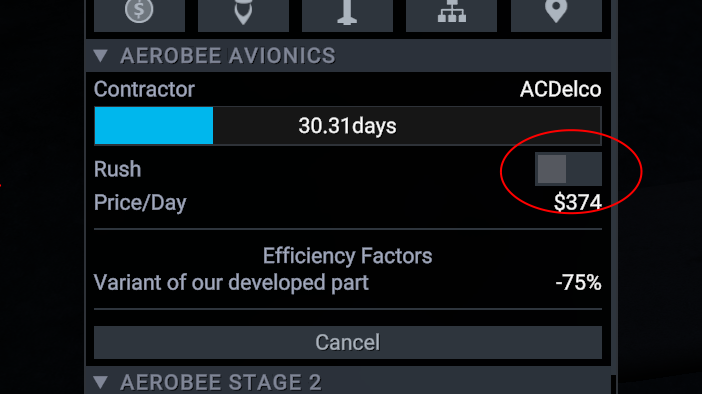 AEROBEE AVIONICS
Contractor ACDelco
30.31days
Rush
Price/Day $374
Efficiency Factors
Variant of our developed part -75%
Cancel
AEROBEE STAGE 2